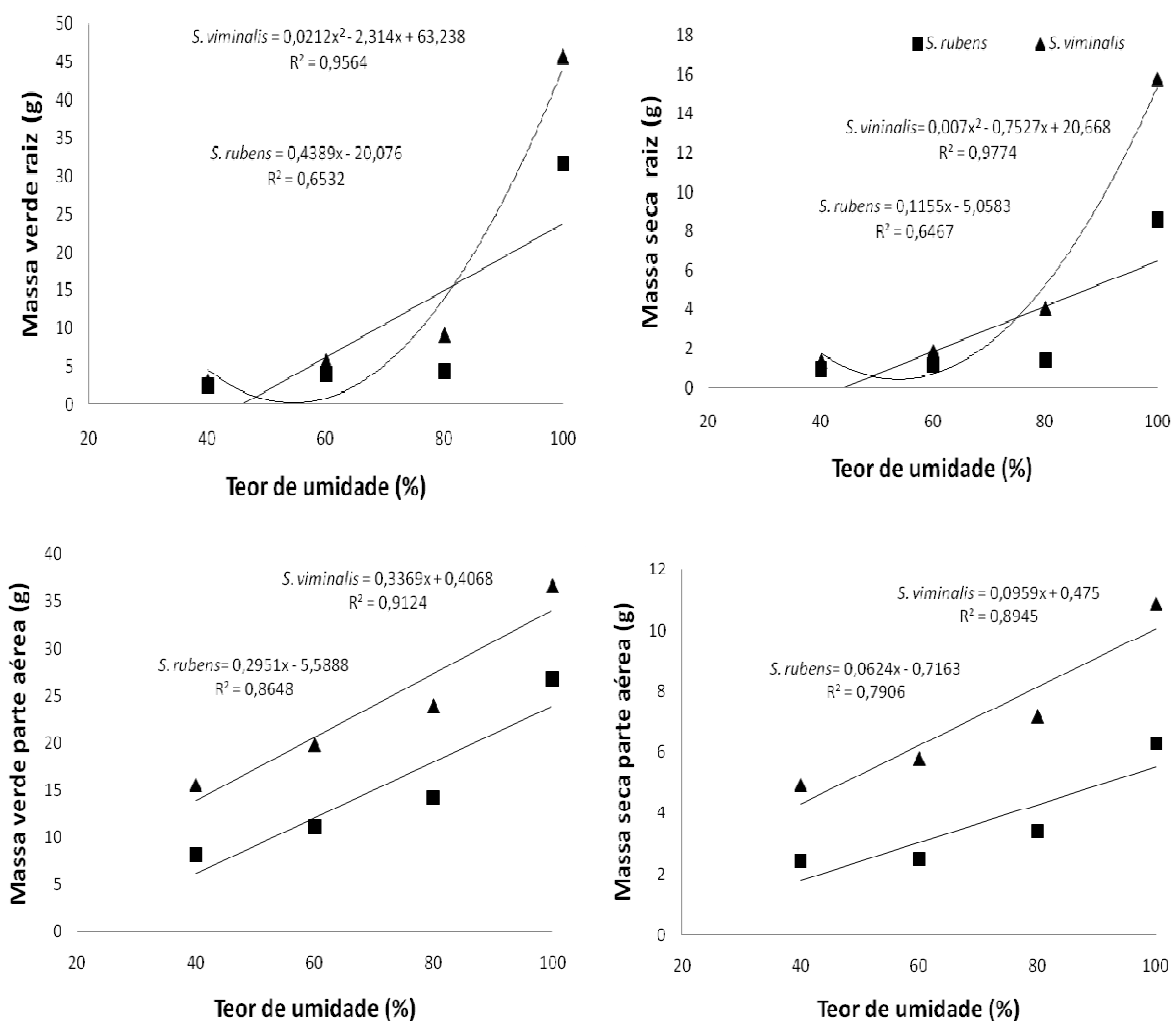 50
45
40
35
30
25
20
15
10
5
0
Massa verde raiz (g)
S. viminalis = 0,0212x² - 2,314x + 63,238
R² = 0,9564
S. rubens = 0,4389x - 20,076
R² = 0,6532
20 40 60 80 100
Teor de umidade (%)
18
16
14
12
10
8
6
4
2
0
Massa seca raiz (g)
S. rubens S. viminalis
S. vininalis= 0,007x² - 0,7527x + 20,668
R² = 0,9774
S. rubens = 0,1155x - 5,0583
R² = 0,6467
20 40 60 80 100
Teor de umidade (%)
40
35
30
25
20
15
10
5
0
Massa verde parte aérea (g)
S. viminalis = 0,3369x + 0,4068
R² = 0,9124
S. rubens= 0,2951x - 5,5888
R² = 0,8648
20 40 60 80 100
Teor de umidade (%)
12
10
8
6
4
2
0
Massa seca parte aérea (g)
S. viminalis = 0,0959x + 0,475
R² = 0,8945
S. rubens= 0,0624x - 0,7163
R² = 0,7906
20 40 60 80 100
Teor de umidade (%)